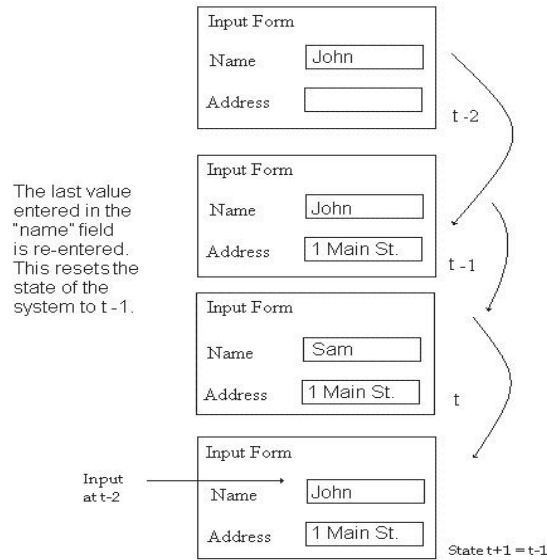 Input Form
Name John
Address
t -2
Input Form
Name John
Address 1 Main St.
t -1
The last value
entered in the
"name" field
is re-entered.
This resets the
state of the
system to t -1.
Input Form
Name Sam
Address 1 Main St.
t
Input Form
Input
at t-2
Name John
Address 1 Main St.
State t+1 = t-1